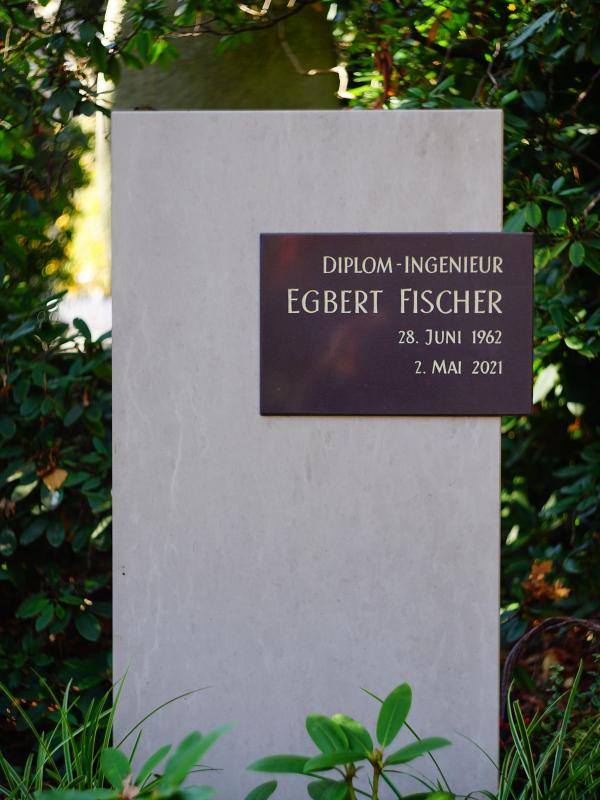 DIPLOM-INGENIEUR
EGBERT FISCHER
28. JUNI 1962
2. MAI 2021